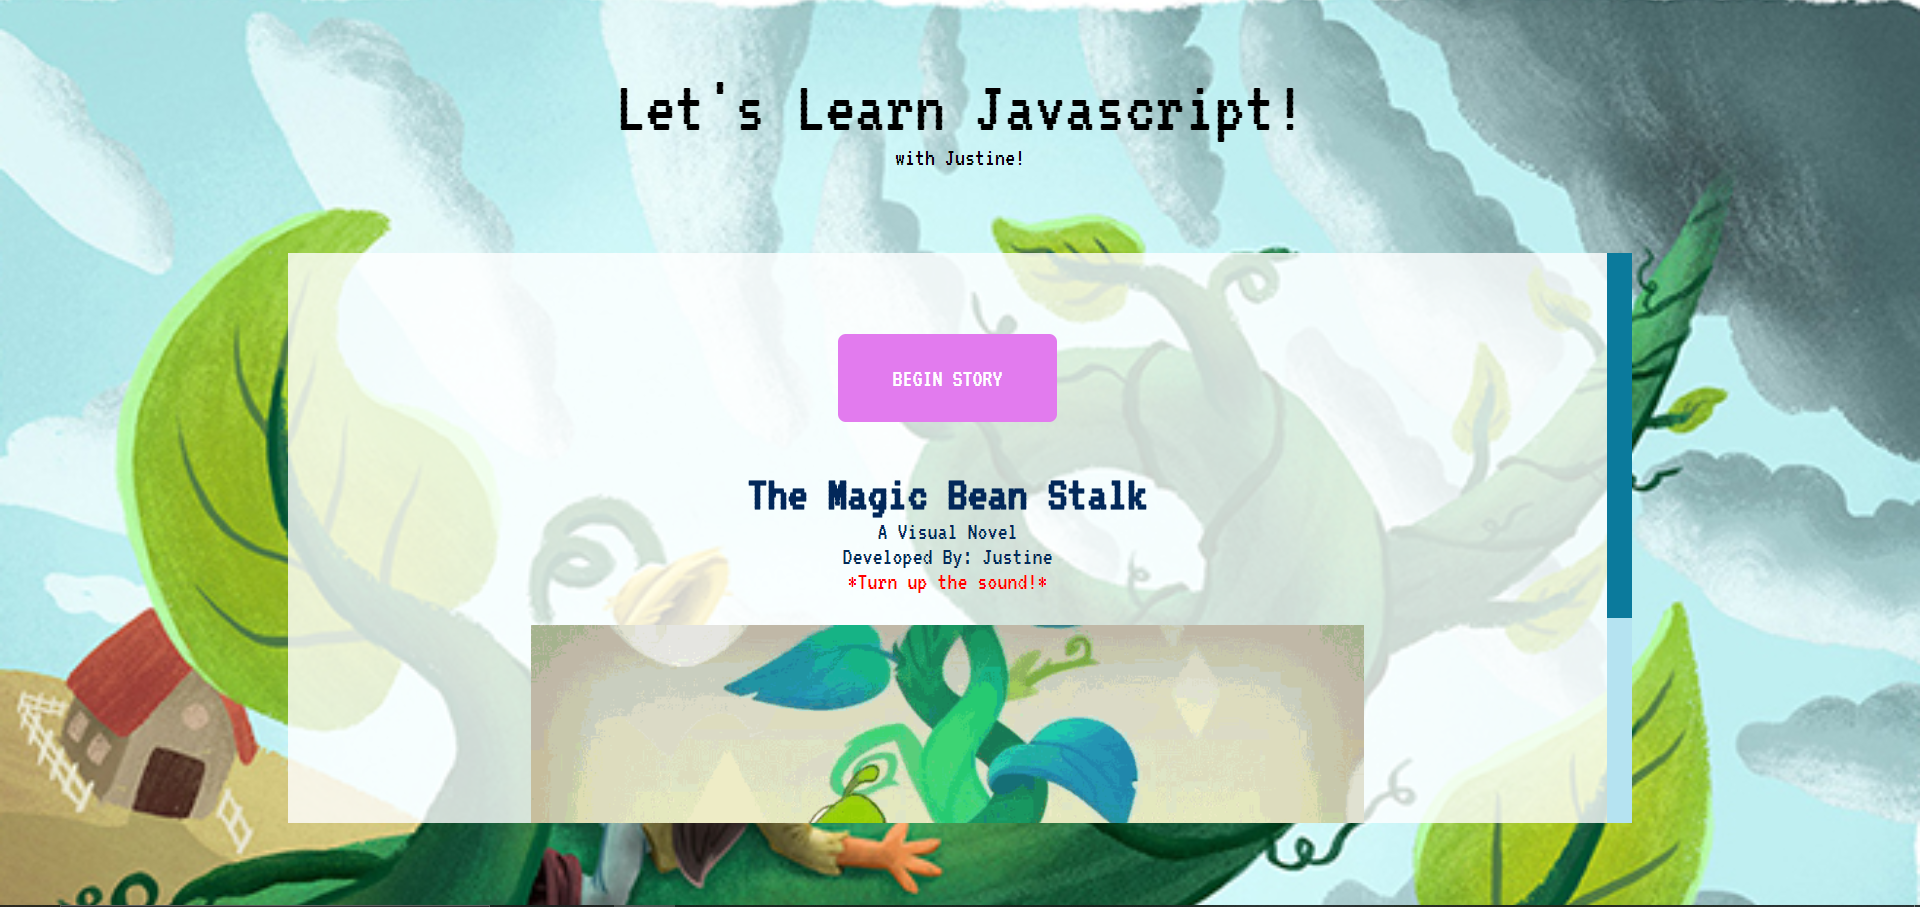 Let's Learn Javascript!
with Justine!
BEGIN STORY
The Magic Bean Stalk
A Visual Novel
Developed By: Justine
*Turn up the sound!*